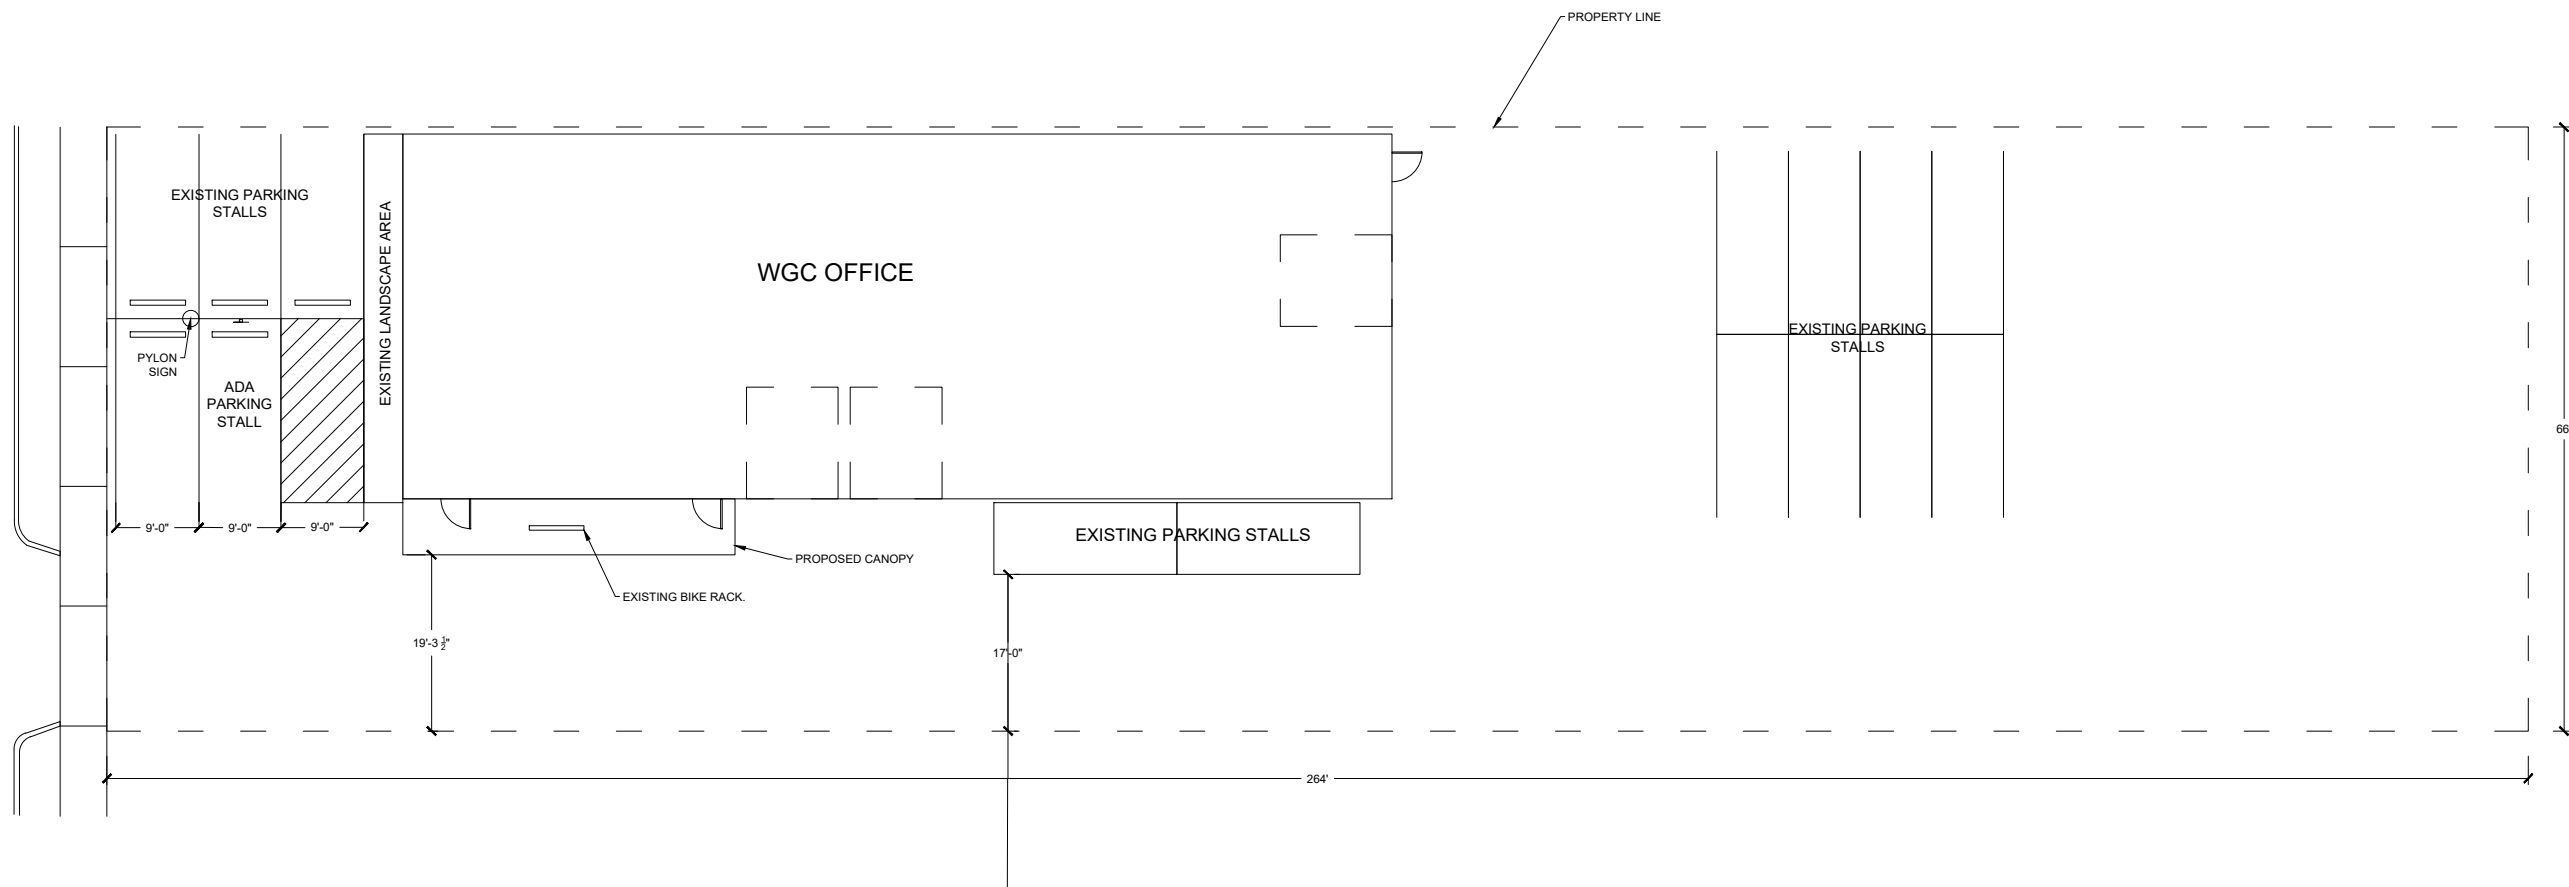 PROPERTY LINE
EXISTING PARKING
STALLS
EXISTING LANDSCAPE AREA
WGC OFFICE
EXISTING PARKING
STALLS
PYLON
SIGN
ADA
PARKING
STALL
66
9'-0"
9'-0"
9'-0"
EXISTING PARKING STALLS
PROPOSED CANOPY
EXISTING BIKE RACK.
19'-3 1/2"
17'-0"
264'